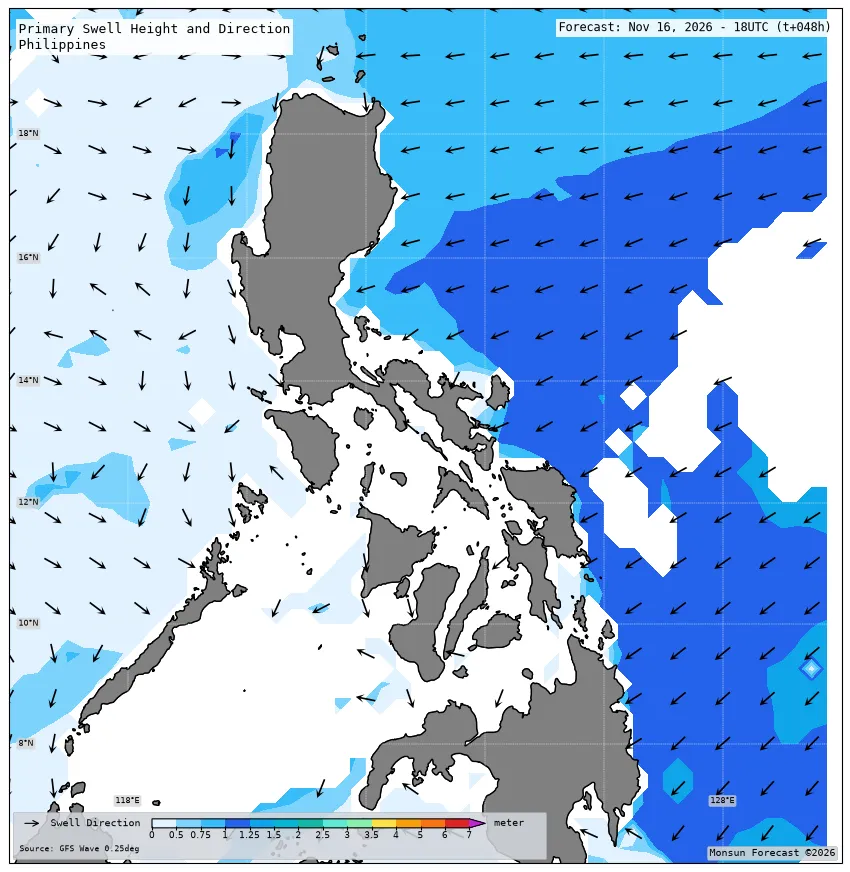 Primary Swell Height and Direction
Philippines
Forecast: Nov 16, 2026 - 18UTC (t+048h)
18°N
16°N
14°N
12°N
10°N
8°N
118°E
128°E
Swell Direction
0 0.5 0.75 1 1.25 1.5 2 2.5 3 3.5 4 5 6 7
meter
Source: GFS Wave 0.25deg
Monsun Forecast ©2026